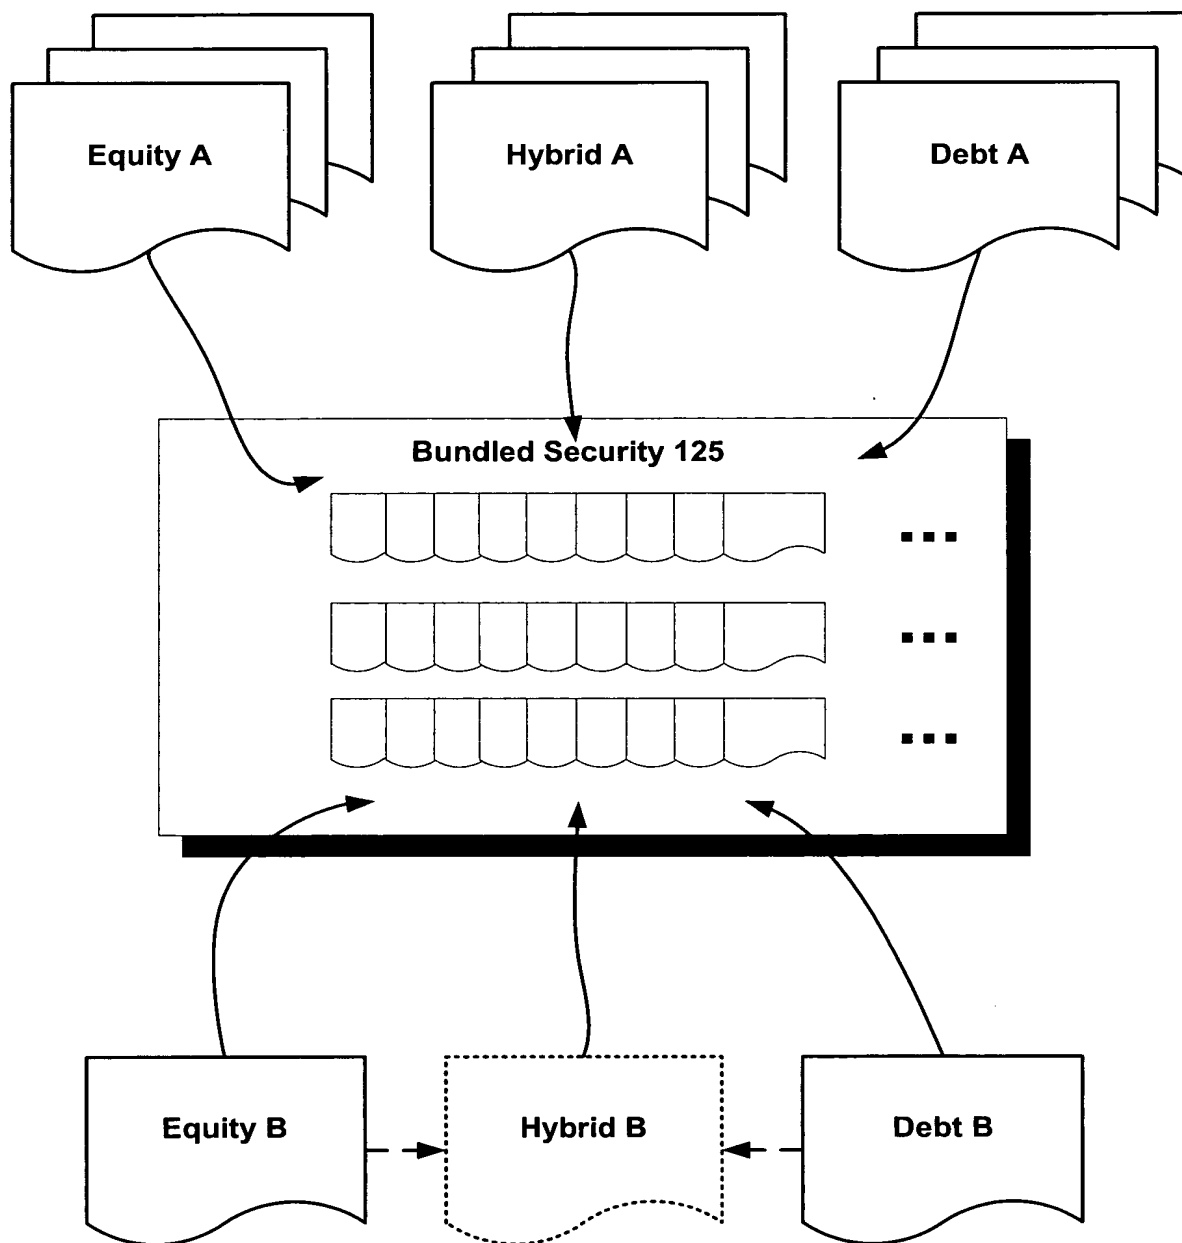 Equity A
Hybrid A
Debt A
Bundled Security 125
Equity B
Hybrid B
Debt B